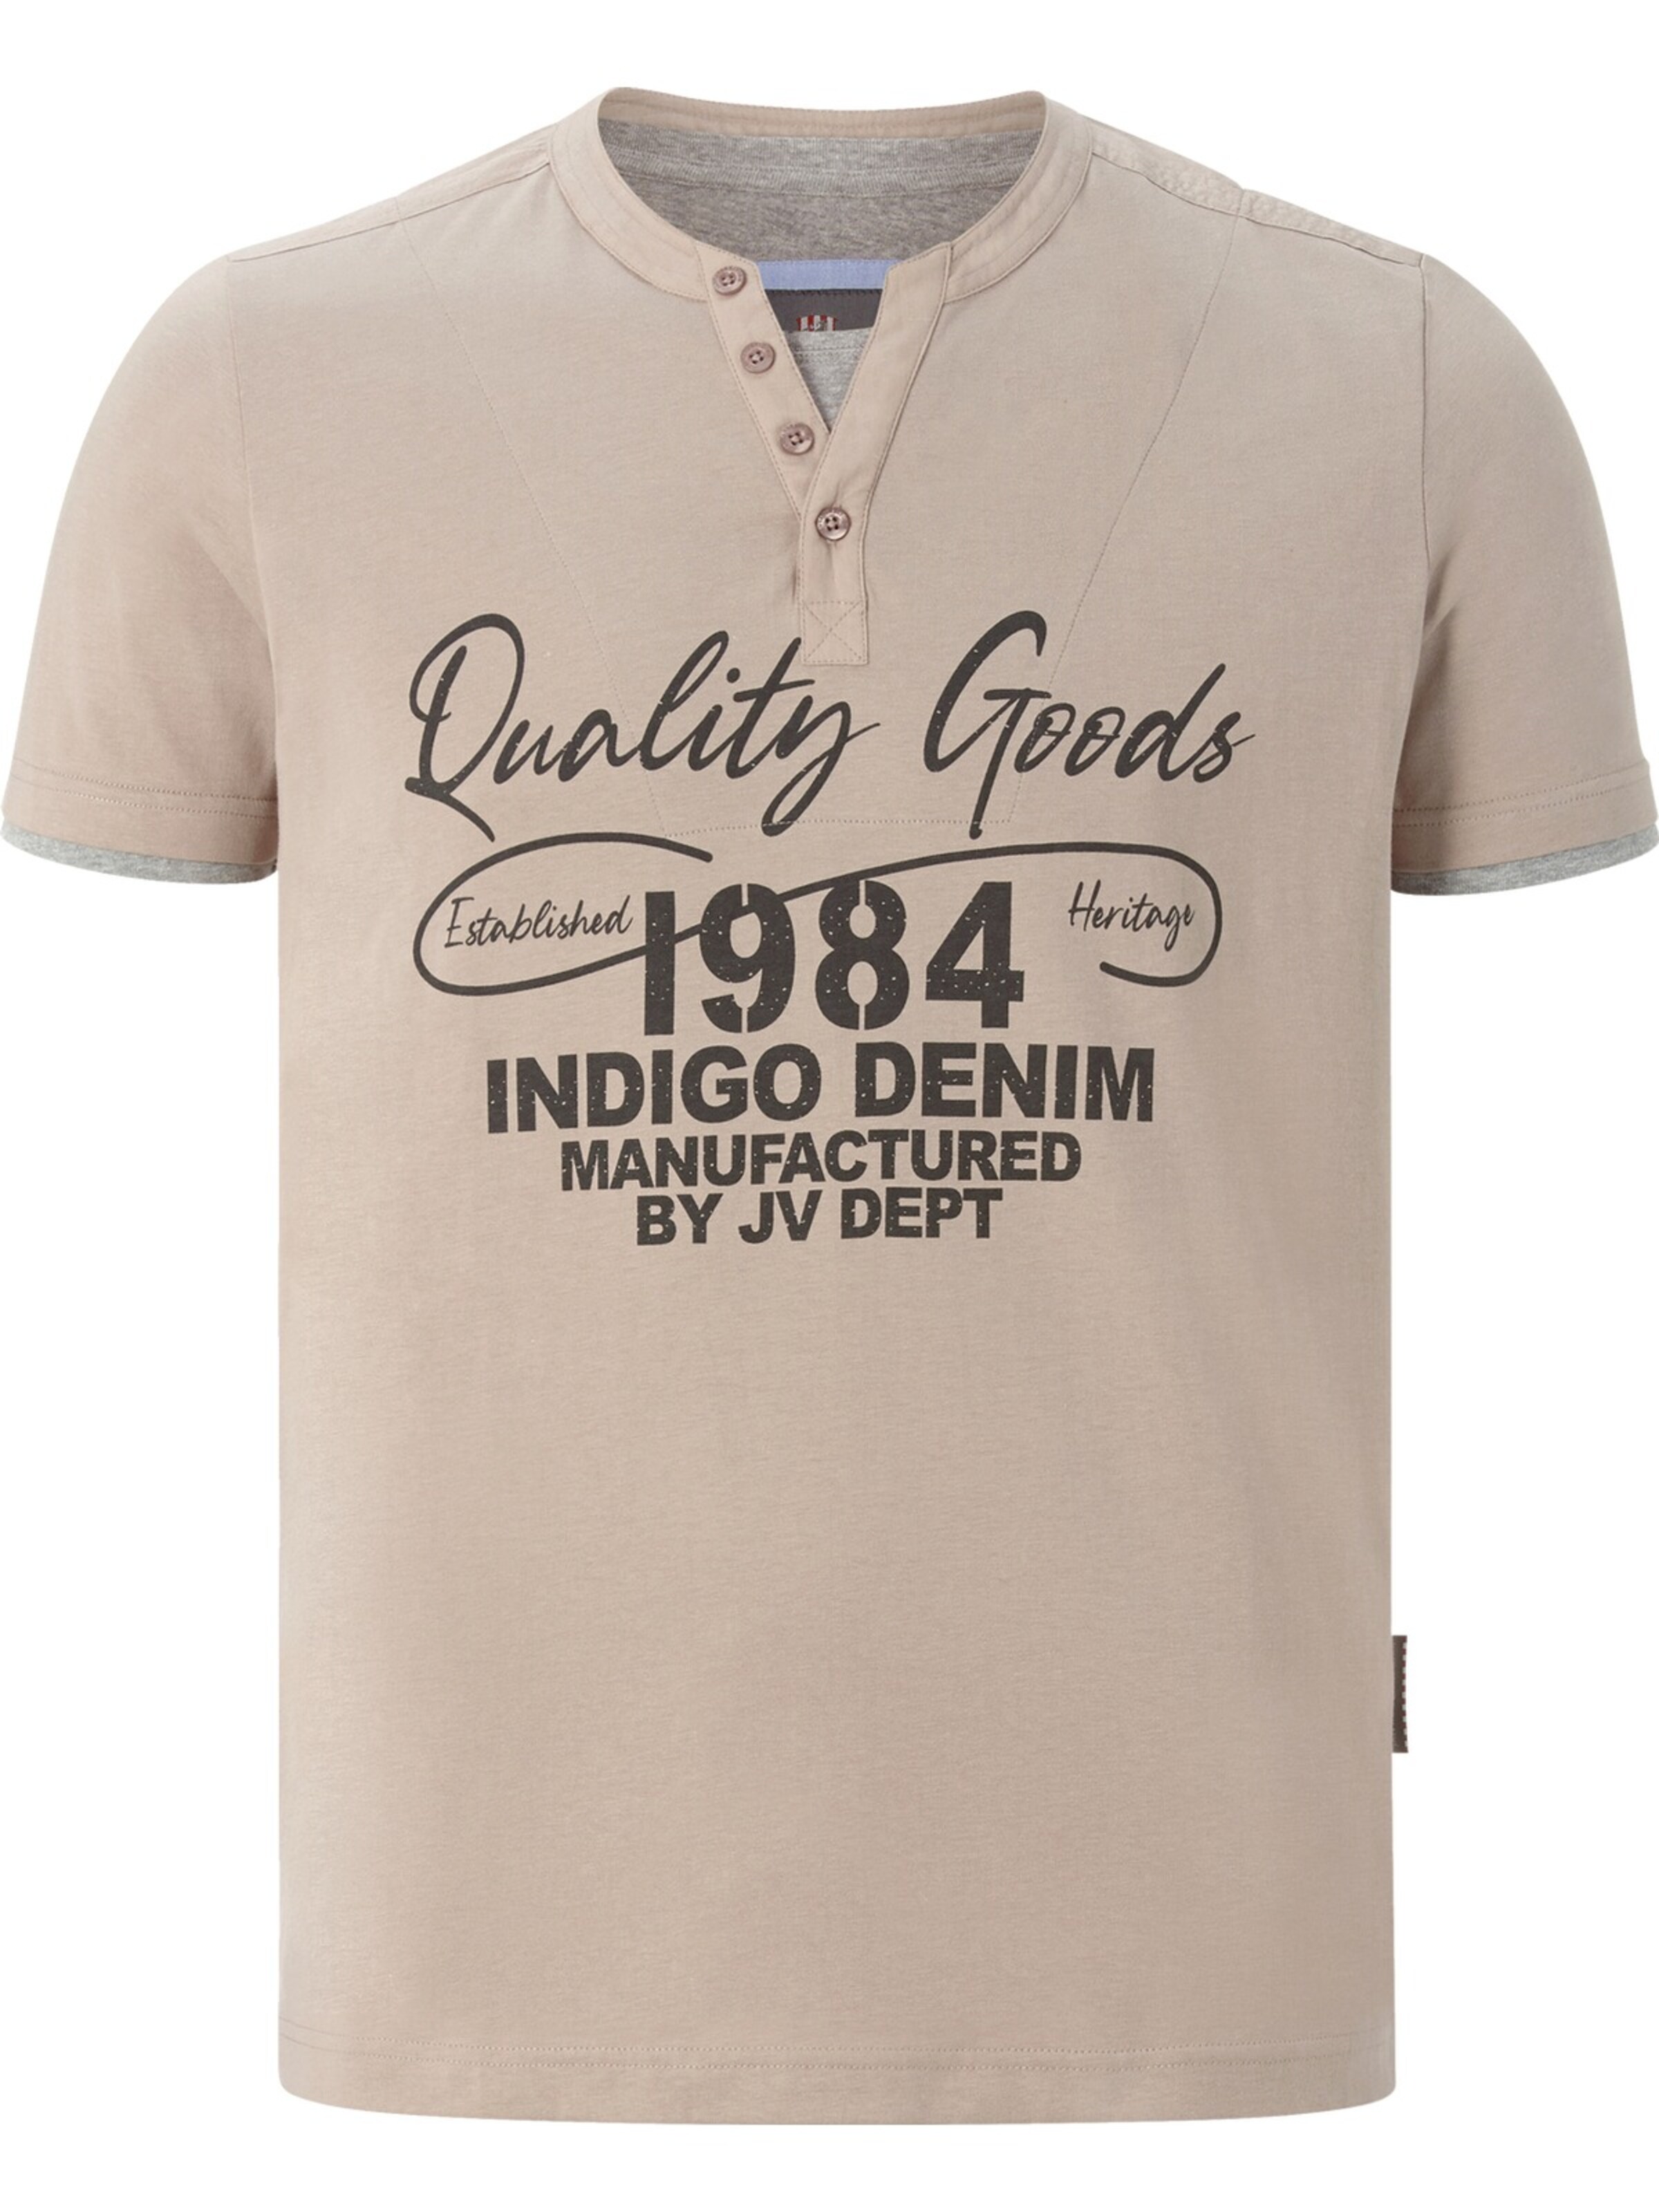 Quality Goods
Established 1984 Heritage
INDIGO DENIM
MANUFACTURED
BY JV DEPT